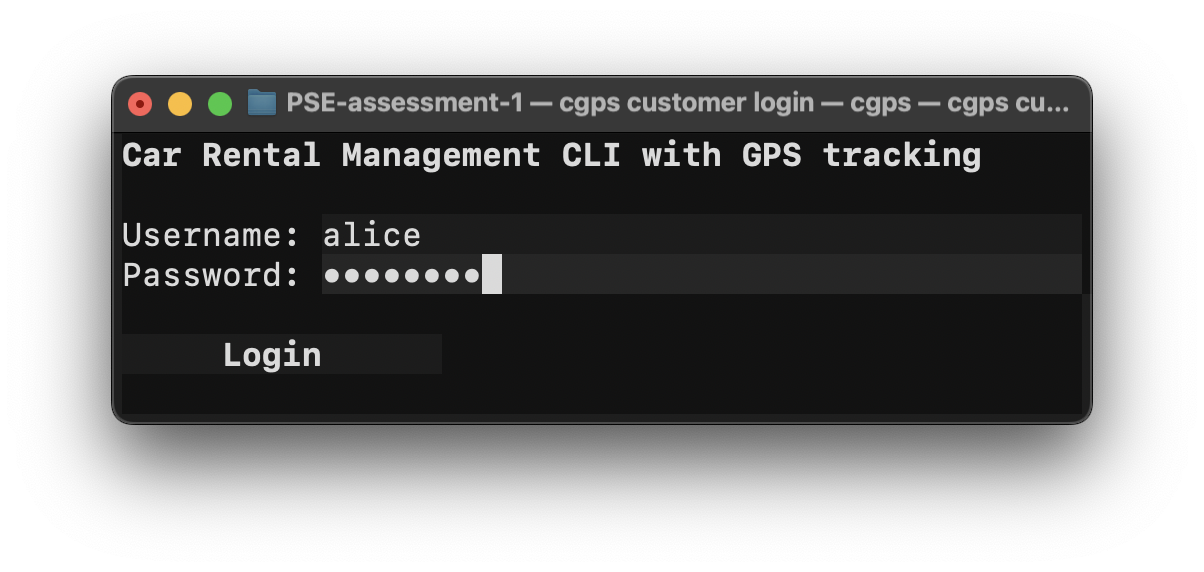 PSE-assessment-1 — cgps customer login — cgps — cgps cu...
Car Rental Management CLI with GPS tracking
Username: alice
Password: ●●●●●●●●
Login